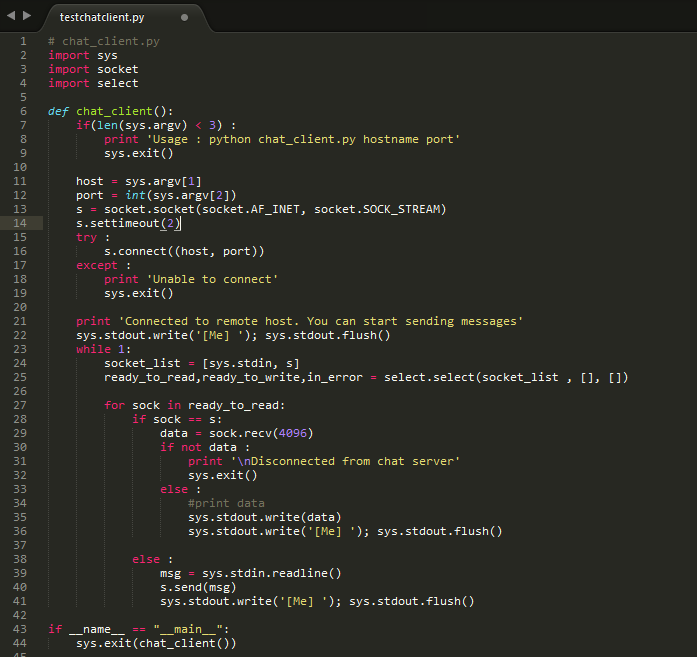 testchatclient.py
1 # chat_client.py
2 import sys
3 import socket
4 import select
5
6 def chat_client():
7     if(len(sys.argv) < 3) :
8         print 'Usage : python chat_client.py hostname port'
9         sys.exit()
10
11     host = sys.argv[1]
12     port = int(sys.argv[2])
13     s = socket.socket(socket.AF_INET, socket.SOCK_STREAM)
14     s.settimeout(2)
15     try :
16         s.connect((host, port))
17     except :
18         print 'Unable to connect'
19         sys.exit()
20
21     print 'Connected to remote host. You can start sending messages'
22     sys.stdout.write('[Me] '); sys.stdout.flush()
23     while 1:
24         socket_list = [sys.stdin, s]
25         ready_to_read,ready_to_write,in_error = select.select(socket_list , [], [])
26
27         for sock in ready_to_read:
28             if sock == s:
29                 data = sock.recv(4096)
30                 if not data :
31                     print '\nDisconnected from chat server'
32                     sys.exit()
33                 else :
34                     #print data
35                     sys.stdout.write(data)
36                     sys.stdout.write('[Me] '); sys.stdout.flush()
37
38             else :
39                 msg = sys.stdin.readline()
40                 s.send(msg)
41                 sys.stdout.write('[Me] '); sys.stdout.flush()
42
43 if __name__ == "__main__":
44     sys.exit(chat_client())
45